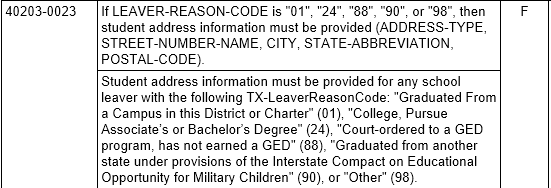 40203-0023 If LEAVER-REASON-CODE is "01", "24", "88", "90", or "98", then F
student address information must be provided (ADDRESS-TYPE,
STREET-NUMBER-NAME, CITY, STATE-ABBREVIATION,
POSTAL-CODE).
Student address information must be provided for any school
leaver with the following TX-LeaverReasonCode: "Graduated From
a Campus in this District or Charter" (01), "College, Pursue
Associate's or Bachelor's Degree" (24), "Court-ordered to a GED
program, has not earned a GED" (88), "Graduated from another
state under provisions of the Interstate Compact on Educational
Opportunity for Military Children" (90), or "Other" (98).